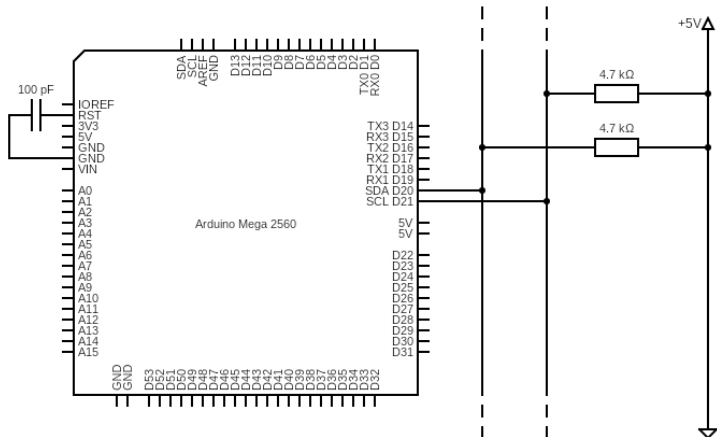 +5V
SDA
SCL
AREF
GND
D13
D12
D11
D10
D9
D8
D7
D6
D5
D4
D3
D2
TX0 D1
RX0 D0
4.7 kΩ
100 pF
IOREF
RST
3V3
5V
GND
GND
VIN
TX3 D14
RX3 D15
TX2 D16
RX2 D17
TX1 D18
RX1 D19
SDA D20
SCL D21
4.7 kΩ
A0
A1
A2
A3
A4
A5
A6
A7
A8
A9
A10
A11
A12
A13
A14
A15
Arduino Mega 2560
5V
5V
D22
D23
D24
D25
D26
D27
D28
D29
D30
D31
GND
GND
D53
D52
D51
D50
D49
D48
D47
D46
D45
D44
D43
D42
D41
D40
D39
D38
D37
D36
D35
D34
D33
D32